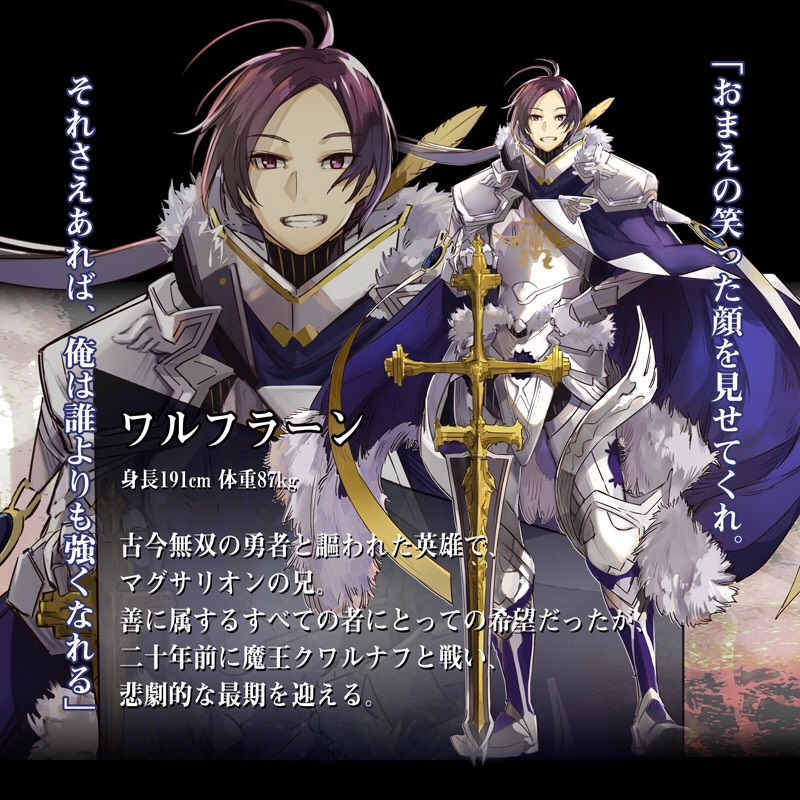 「おまえの笑った顔を見せてくれ。
それさえあれば、俺は誰よりも強くなれる」
ワルフラーン
身長191cm 体重87kg
古今無双の勇者と謳われた英雄で、
マグサリオンの兄。
善に属するすべての者にとっての希望だったが、
二十年前に魔王クワルナフと戦い、
悲劇的な最期を迎える。